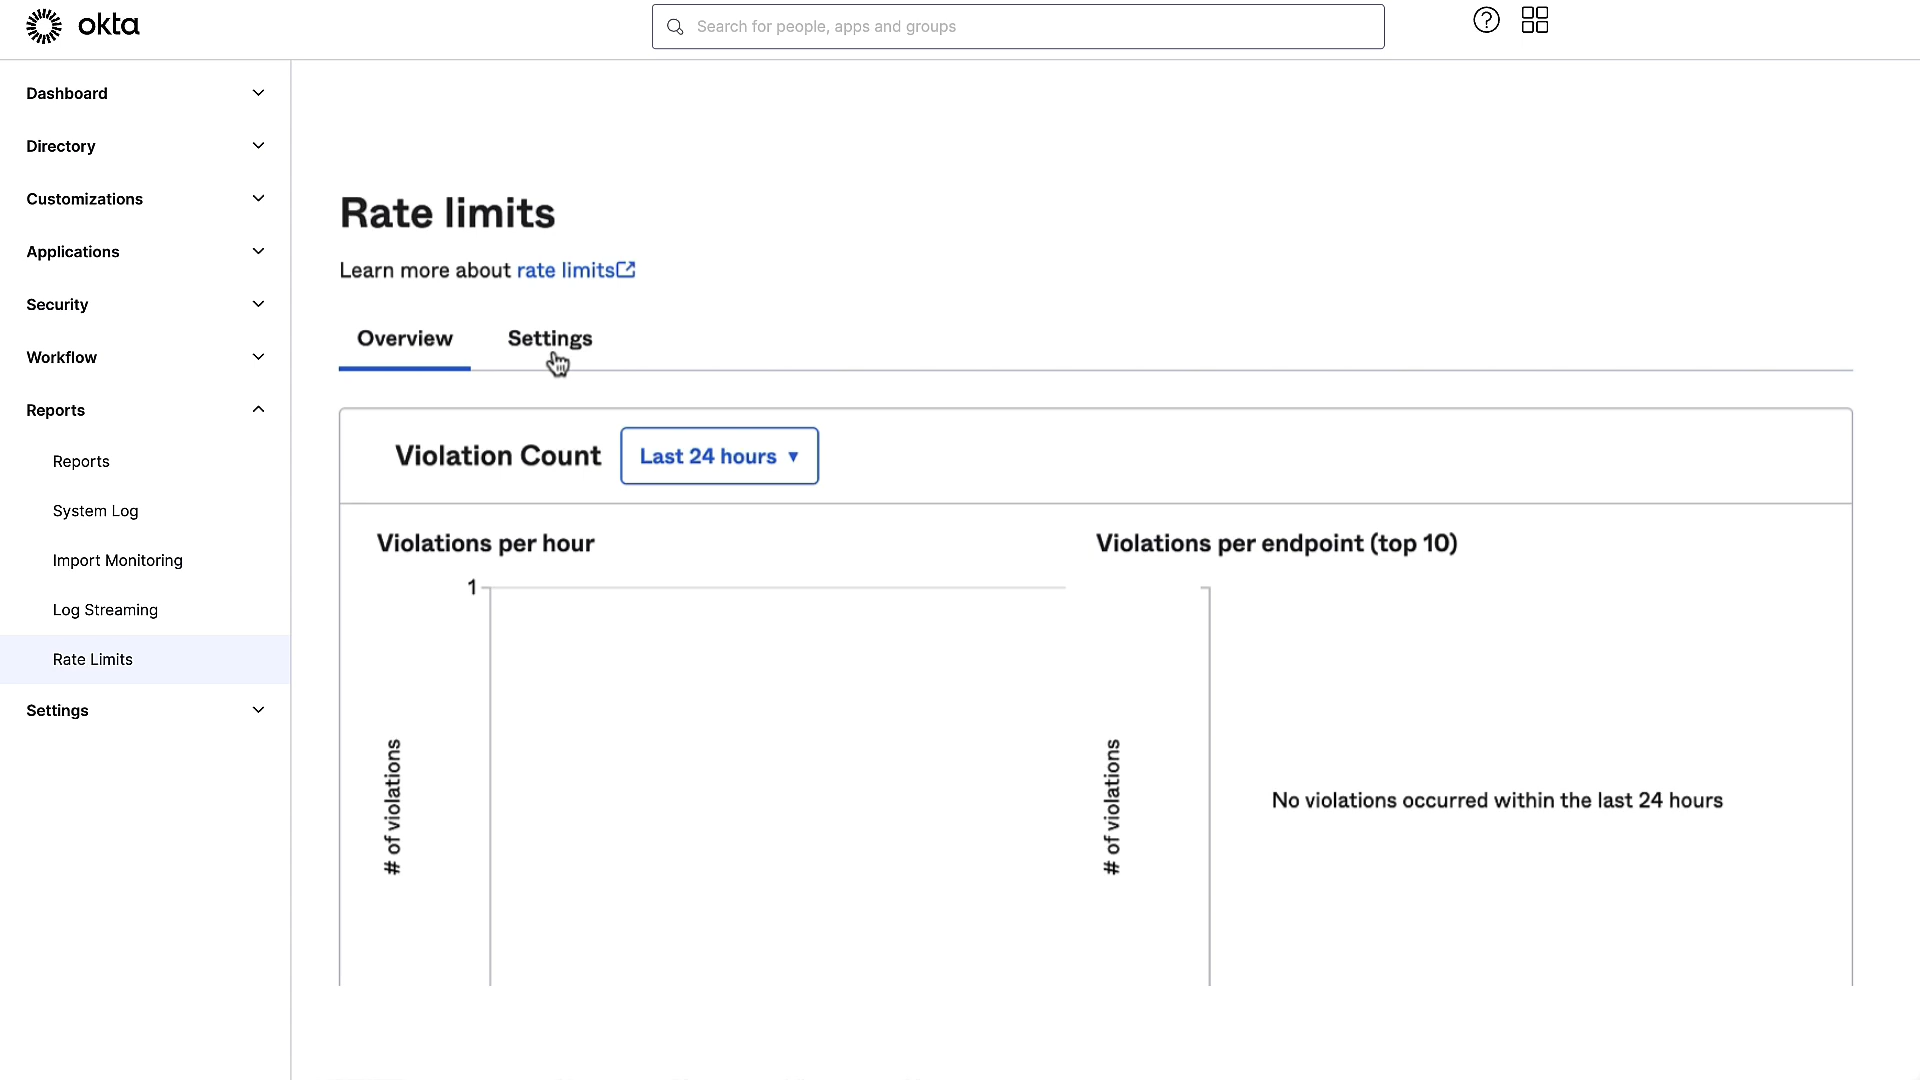 okta
Search for people, apps and groups
Dashboard
Directory
Customizations
Applications
Security
Workflow
Reports
Reports
System Log
Import Monitoring
Log Streaming
Rate Limits
Settings
Rate limits
Learn more about rate limits
Overview Settings
Violation Count Last 24 hours ▼
Violations per hour
1
# of violations
Violations per endpoint (top 10)
# of violations
No violations occurred within the last 24 hours